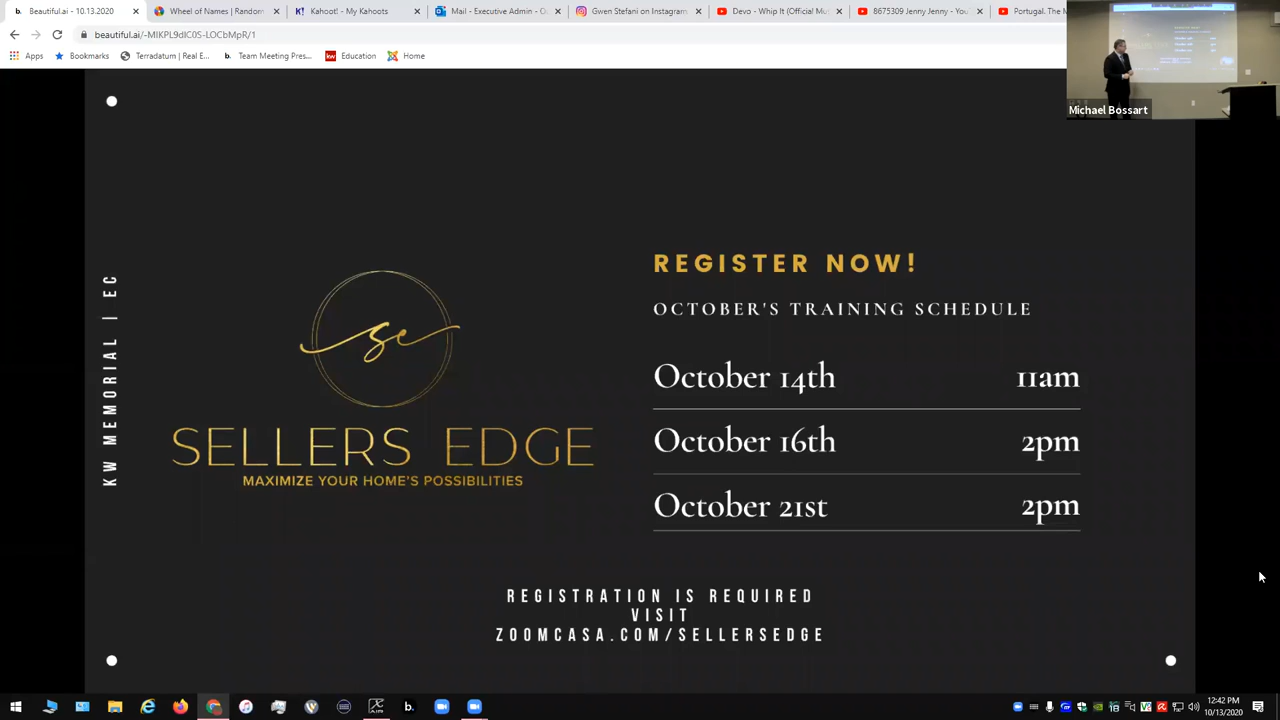 Beautiful.ai - 10.13.2020
Wheel of Names | Random
Kahoot! - My Kahoots
Mail - Executive Admin - O
Gwen Stefani on Instagram
Devo - Whip It (Official Mus
8675309 Jenny Jenny - You
Portugal. The M
beautiful.ai/-MIKPL9dIC0S-LOCbMpR/1
Apps
Bookmarks
Terradatum | Real E...
b. Team Meeting Pres...
kw Education
Home
Michael Bossart
KW MEMORIAL | EC
se
SELLERS EDGE
MAXIMIZE YOUR HOME'S POSSIBILITIES
REGISTER NOW!
OCTOBER'S TRAINING SCHEDULE
October 14th 11am
October 16th 2pm
October 21st 2pm
REGISTRATION IS REQUIRED
VISIT
ZOOMCASA.COM/SELLERSEDGE
12:42 PM
10/13/2020